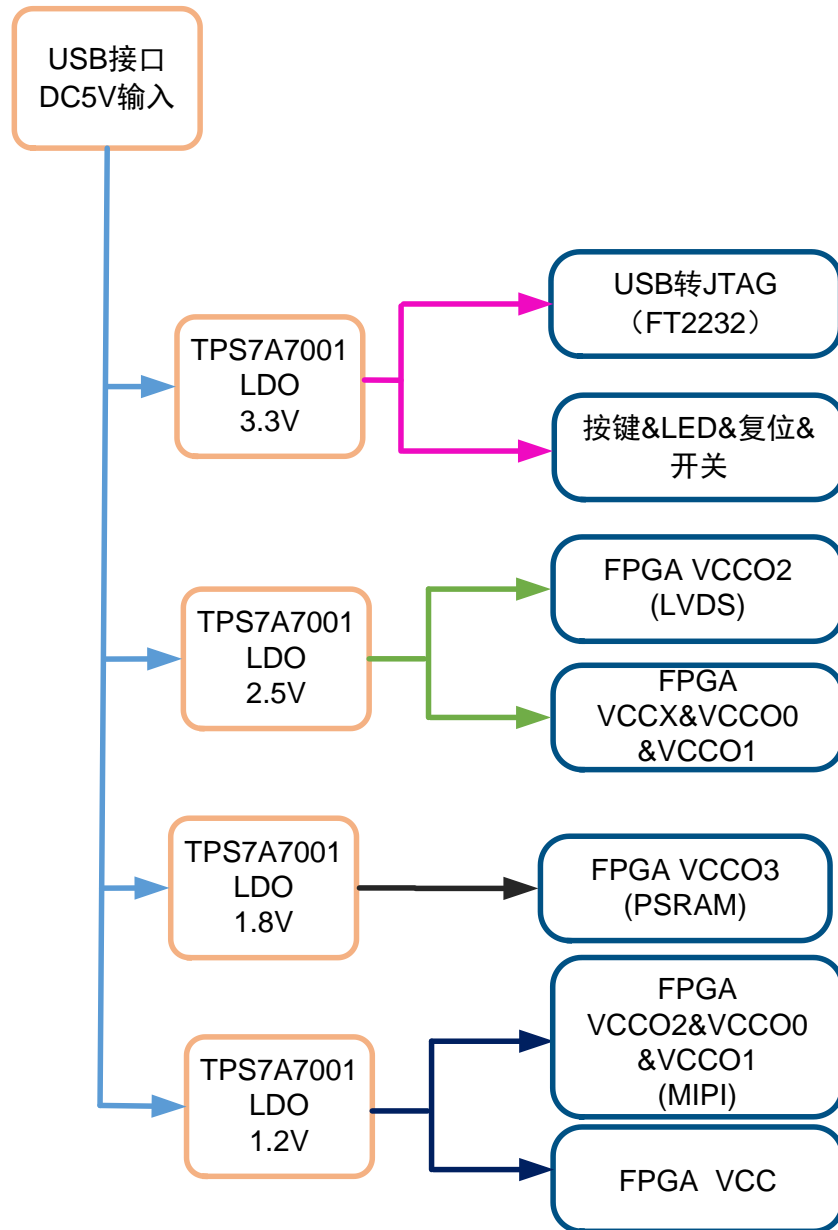 USB接口
DC5V输入
TPS7A7001
LDO
3.3V
USB转JTAG
（FT2232）
按键&LED&复位&
开关
TPS7A7001
LDO
2.5V
FPGA VCCO2
(LVDS)
FPGA
VCCX&VCCO0
&VCCO1
TPS7A7001
LDO
1.8V
FPGA VCCO3
(PSRAM)
TPS7A7001
LDO
1.2V
FPGA
VCCO2&VCCO0
&VCCO1
(MIPI)
FPGA VCC